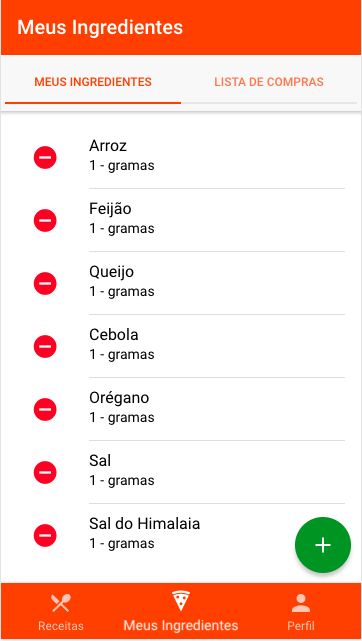 Meus Ingredientes
MEUS INGREDIENTES LISTA DE COMPRAS
Arroz
1 - gramas
Feijão
1 - gramas
Queijo
1 - gramas
Cebola
1 - gramas
Orégano
1 - gramas
Sal
1 - gramas
Sal do Himalaia
1 - gramas
Receitas Meus Ingredientes Perfil